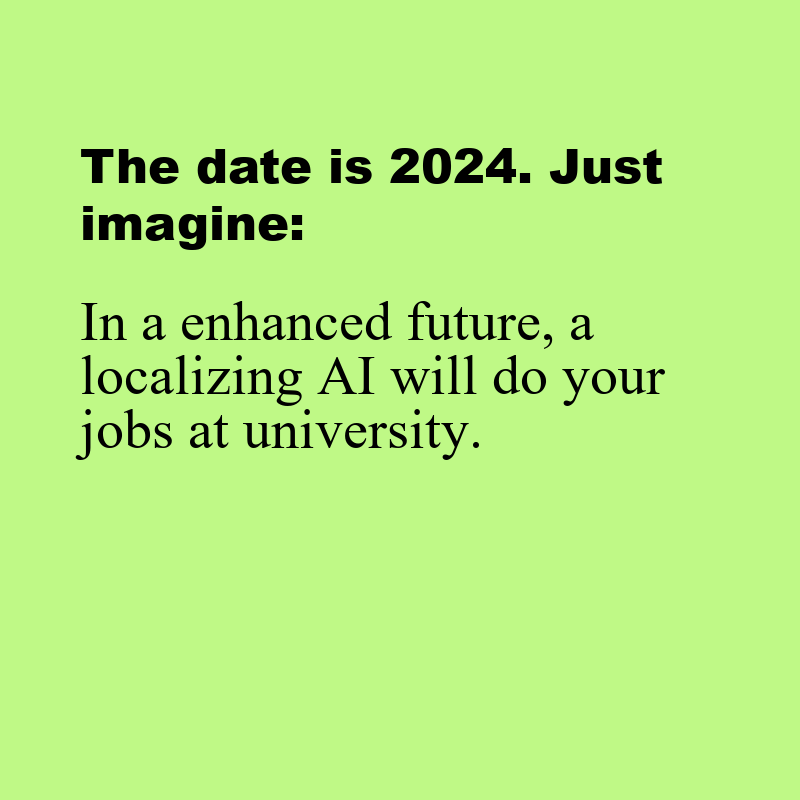 The date is 2024. Just
imagine:
In a enhanced future, a
localizing AI will do your
jobs at university.